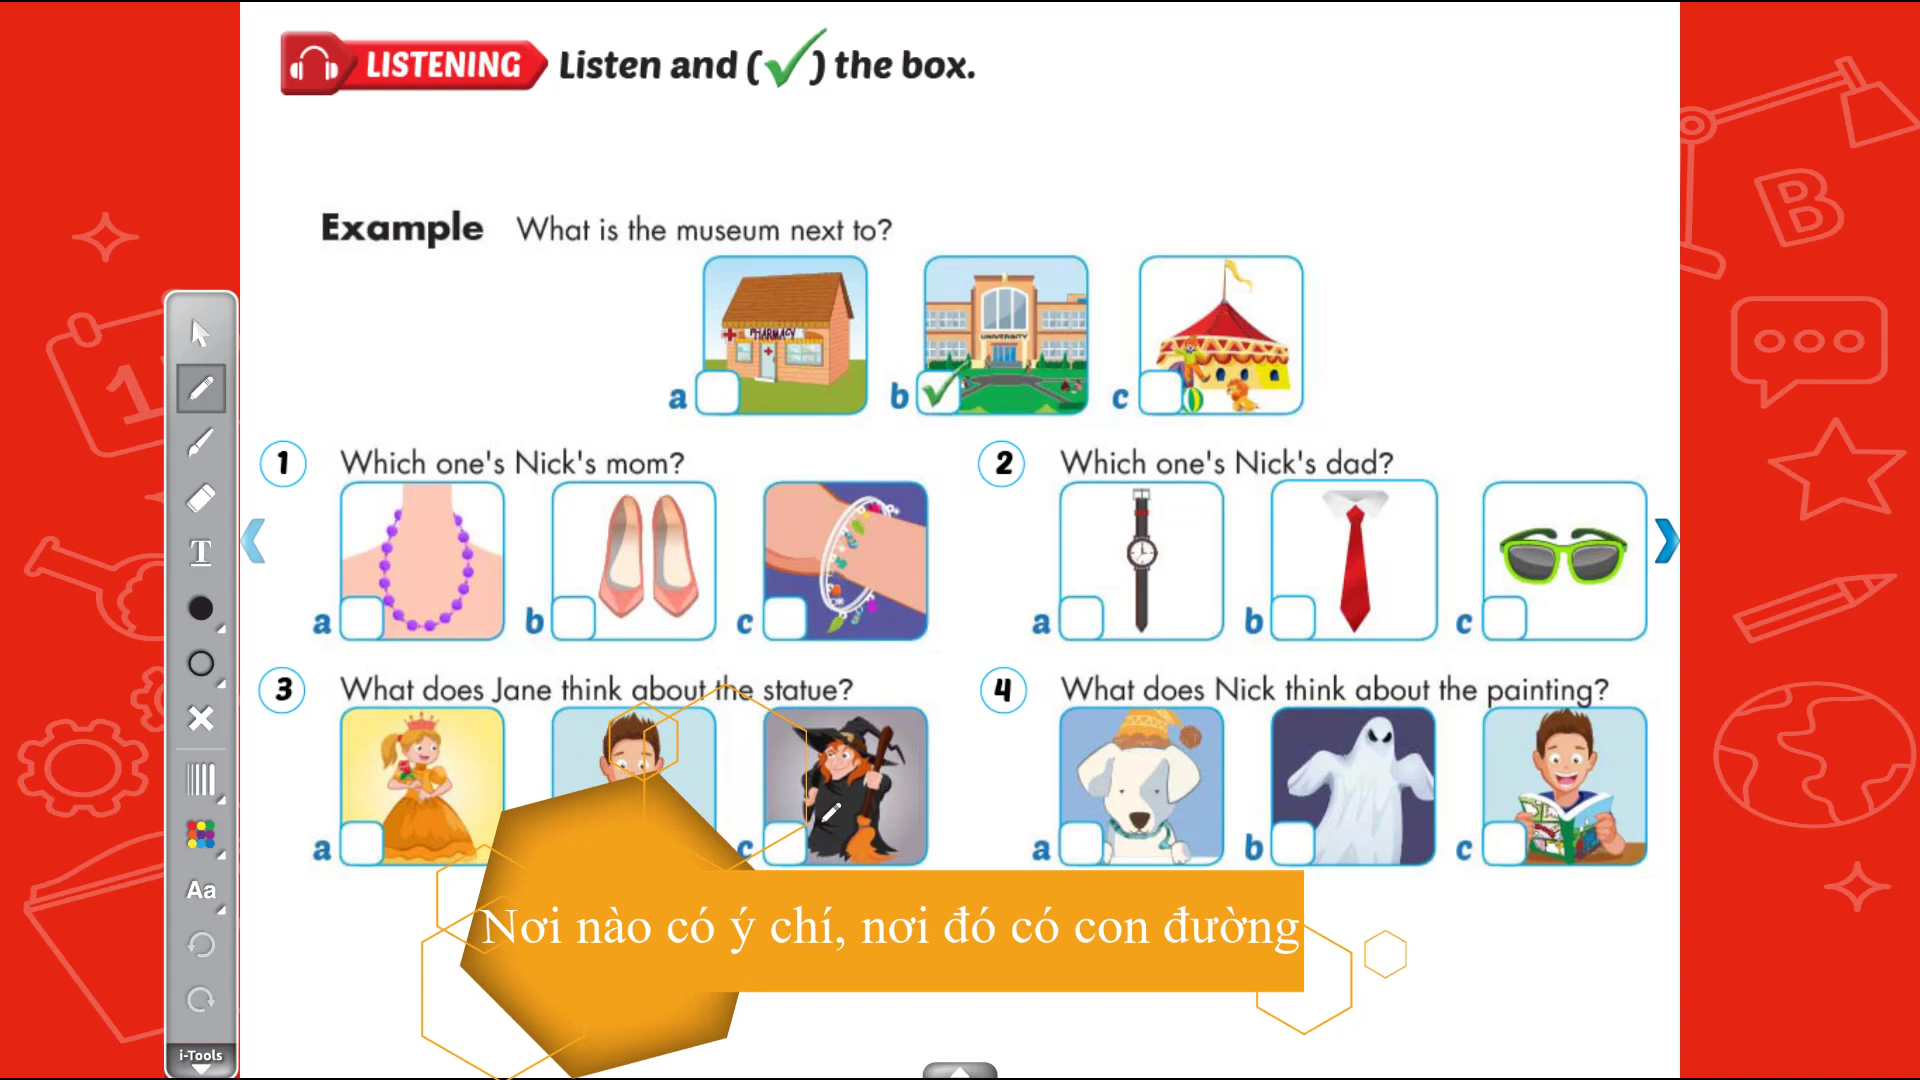 LISTENING Listen and (✓) the box.
Example What is the museum next to?
PHARMACY
UNIVERSITY
a b c
1 Which one's Nick's mom?
a b c
2 Which one's Nick's dad?
a b c
3 What does Jane think about the statue?
a c
4 What does Nick think about the painting?
a b c
Nơi nào có ý chí, nơi đó có con đường
T
Aa
i-Tools
1
B